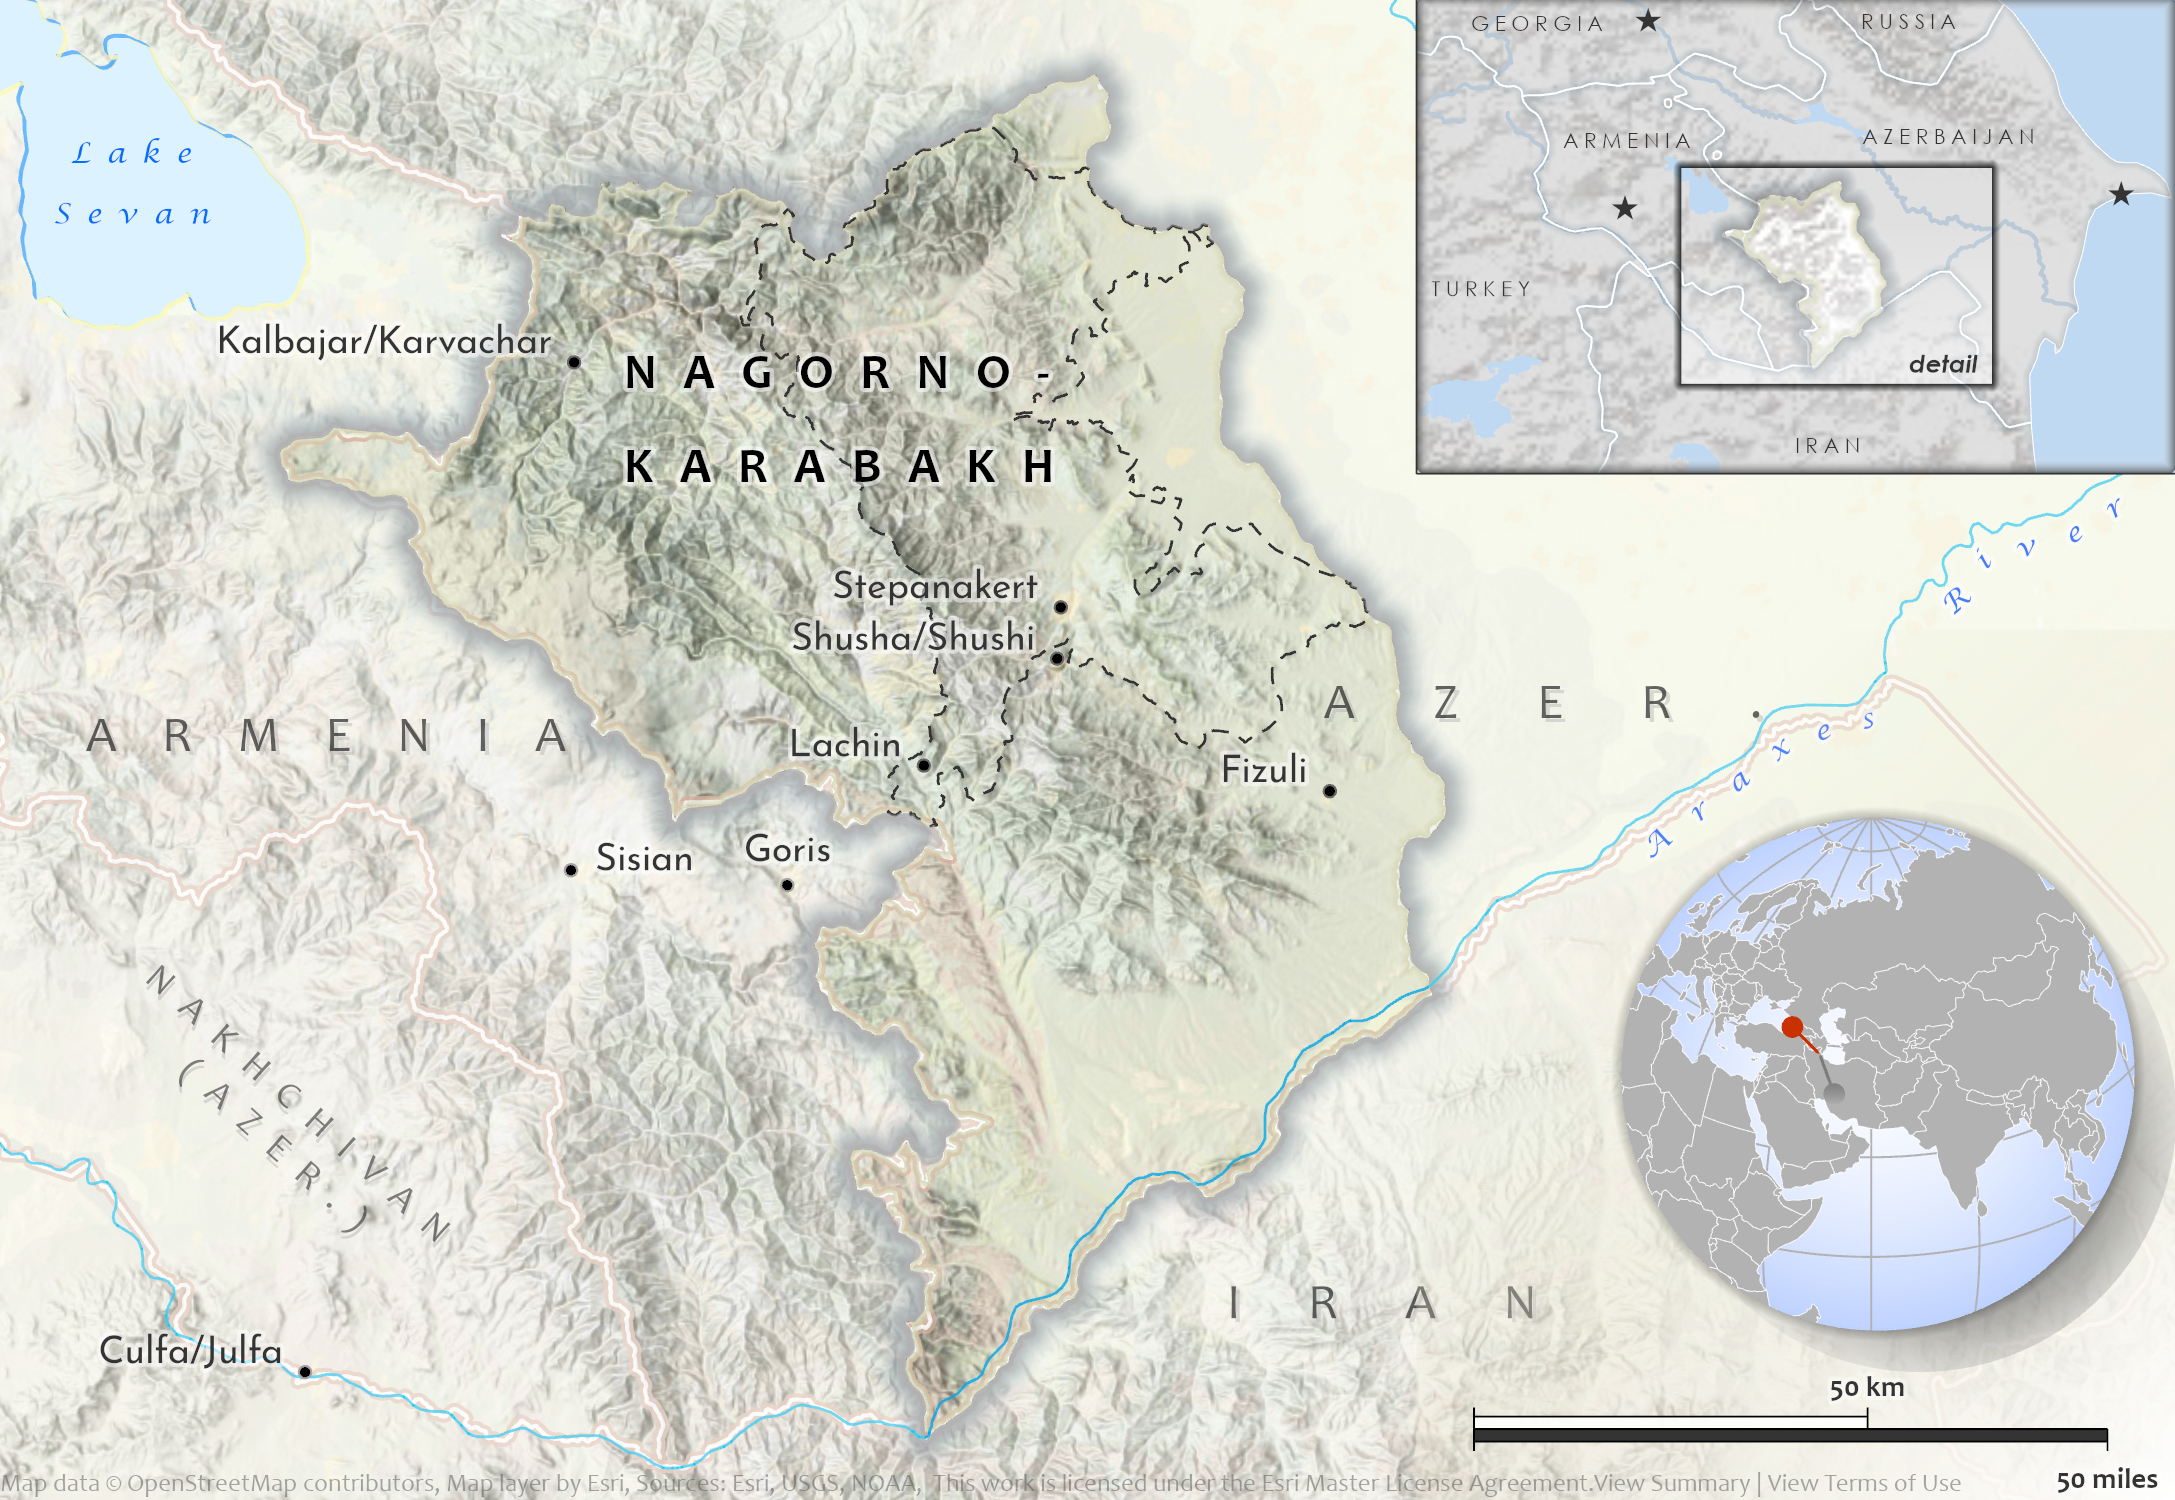 Lake
Sevan
Kalbajar/Karvachar
NAGORNO-
KARABAKH
Stepanakert
Shusha/Shushi
Lachin
Fizuli
ARMENIA
AZER.
Sisian
Goris
NAKHCHIVAN
(AZER.)
Culfa/Julfa
IRAN
Araxes River
GEORGIA
RUSSIA
ARMENIA
AZERBAIJAN
TURKEY
IRAN
detail
50 km
50 miles
Map data © OpenStreetMap contributors, Map layer by Esri, Sources: Esri, USGS, NOAA, This work is licensed under the Esri Master License Agreement.View Summary | View Terms of Use